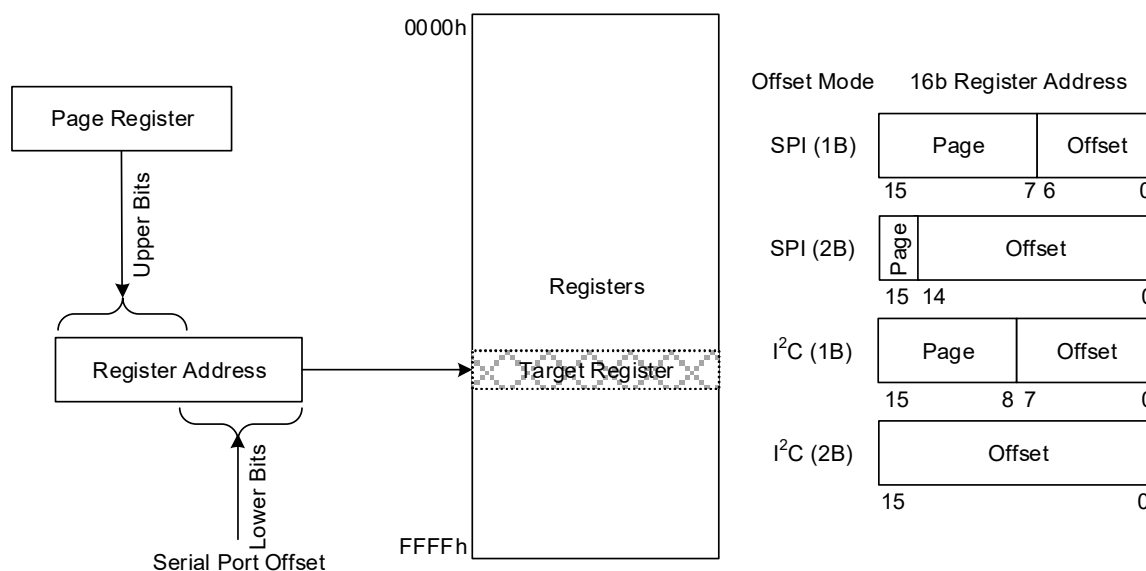 0000h
Page Register
Upper Bits
Register Address
Lower Bits
Serial Port Offset
Registers
Target Register
FFFFh
Offset Mode 16b Register Address
SPI (1B) Page Offset
15 7 6 0
SPI (2B) Page Offset
15 14 0
I²C (1B) Page Offset
15 8 7 0
I²C (2B) Offset
15 0